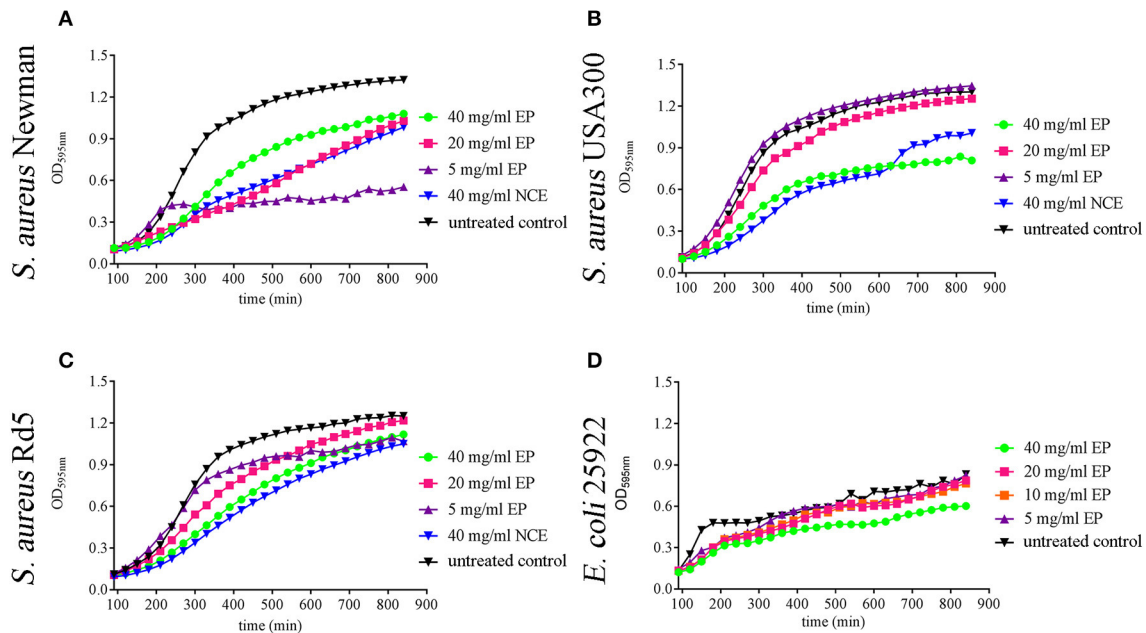 A
S. aureus Newman
OD595nm
1.5
1.2
0.9
0.6
0.3
0.0
100 200 300 400 500 600 700 800 900
time (min)
40 mg/ml EP
20 mg/ml EP
5 mg/ml EP
40 mg/ml NCE
untreated control
B
S. aureus USA300
OD595nm
1.5
1.2
0.9
0.6
0.3
0.0
100 200 300 400 500 600 700 800 900
time (min)
40 mg/ml EP
20 mg/ml EP
5 mg/ml EP
40 mg/ml NCE
untreated control
C
S. aureus Rd5
OD595nm
1.5
1.2
0.9
0.6
0.3
0.0
100 200 300 400 500 600 700 800 900
time (min)
40 mg/ml EP
20 mg/ml EP
5 mg/ml EP
40 mg/ml NCE
untreated control
D
E. coli 25922
OD595nm
1.5
1.2
0.9
0.6
0.3
0.0
100 200 300 400 500 600 700 800 900
time (min)
40 mg/ml EP
20 mg/ml EP
10 mg/ml EP
5 mg/ml EP
untreated control